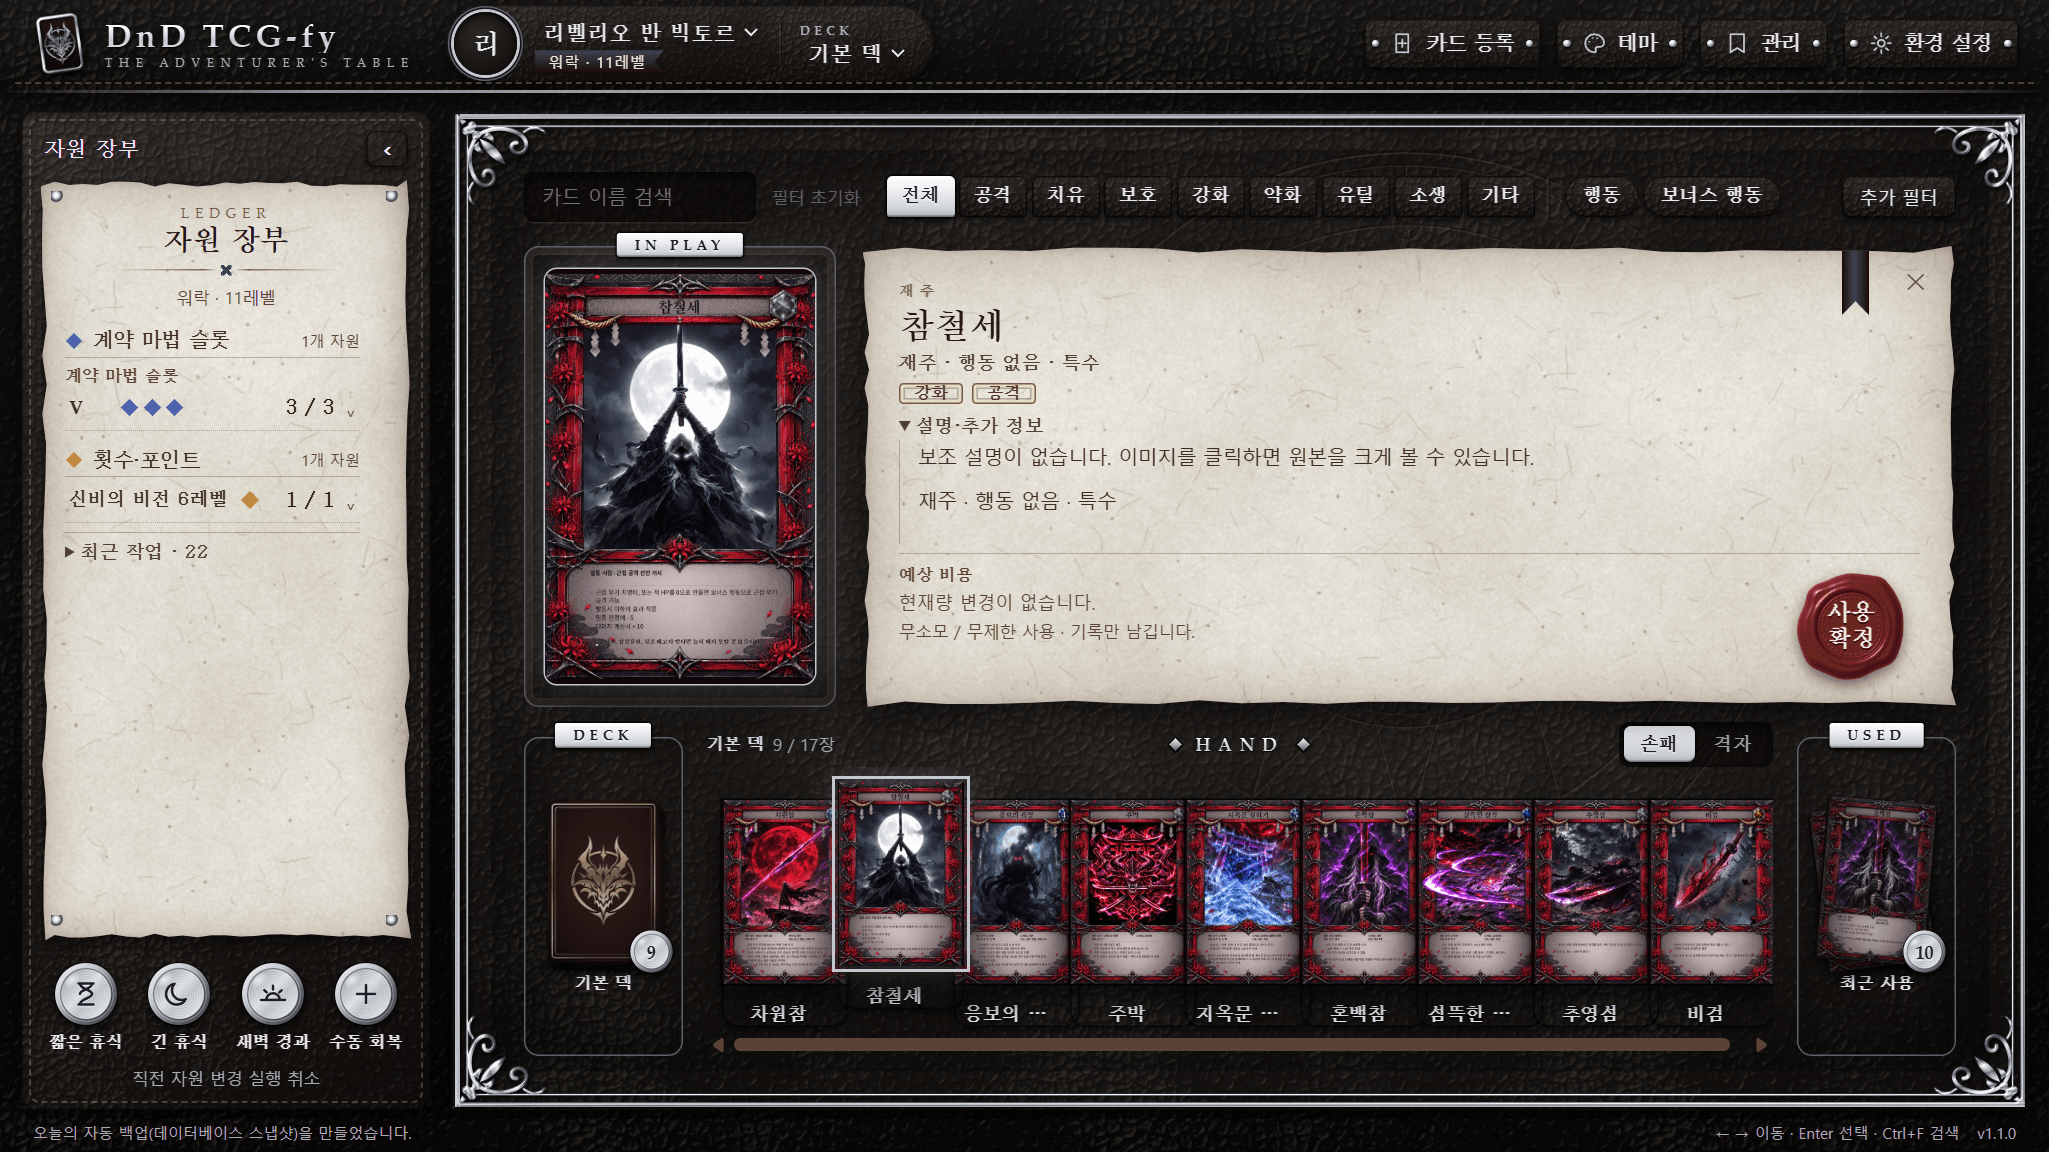 DnD TCG-fy
THE ADVENTURER'S TABLE
리
리벨리오 반 빅토르
워락 · 11레벨
DECK
기본 덱
카드 등록
테마
관리
환경 설정
자원 장부
LEDGER
자원 장부
워락 · 11레벨
계약 마법 슬롯 1개 자원
계약 마법 슬롯
V 3 / 3
횟수·포인트 1개 자원
신비의 비전 6레벨 1 / 1
최근 작업 · 22
짧은 휴식 긴 휴식 새벽 경과 수동 회복
직전 자원 변경 실행 취소
카드 이름 검색 필터 초기화 전체 공격 치유 보호 강화 약화 유틸 소생 기타 행동 보너스 행동 추가 필터
IN PLAY
참철세
발동 시점 : 근접 공격 선언 개시
재주
참철세
재주 · 행동 없음 · 특수
강화 공격
설명·추가 정보
보조 설명이 없습니다. 이미지를 클릭하면 원본을 크게 볼 수 있습니다.
재주 · 행동 없음 · 특수
예상 비용
현재량 변경이 없습니다.
무소모 / 무제한 사용 · 기록만 남깁니다.
사용
확정
DECK
9
기본 덱
기본 덱 9 / 17장
HAND
손패 격자
차원참 참철세 응보의 ··· 주박 지옥문 ··· 혼백참 섬뜩한 ··· 추영섬 비검
USED
10
최근 사용
오늘의 자동 백업(데이터베이스 스냅샷)을 만들었습니다.
← → 이동 · Enter 선택 · Ctrl+F 검색 v1.1.0